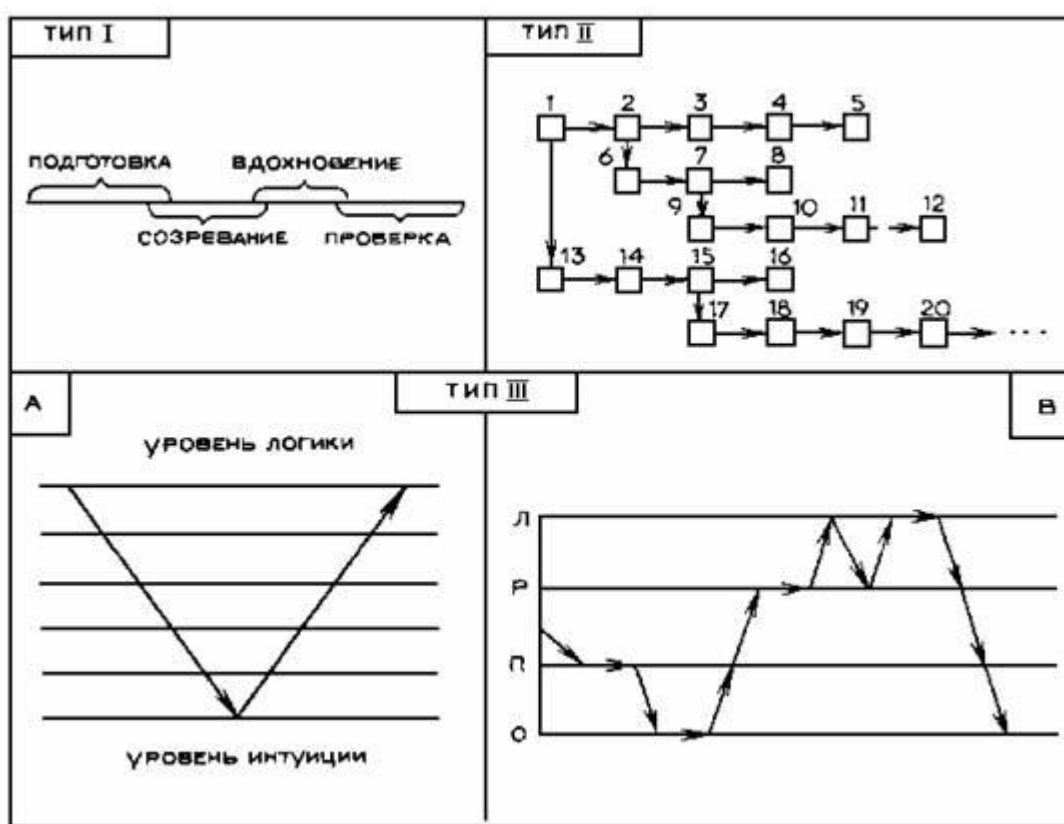 ТИП I
ПОДГОТОВКА
ВДОХНОВЕНИЕ
СОЗРЕВАНИЕ
ПРОВЕРКА
ТИП II
1 2 3 4 5
6 7 8
9 10 11 12
13 14 15 16
17 18 19 20 ...
ТИП III
А
УРОВЕНЬ ЛОГИКИ
УРОВЕНЬ ИНТУИЦИИ
В
Л
Р
П
О